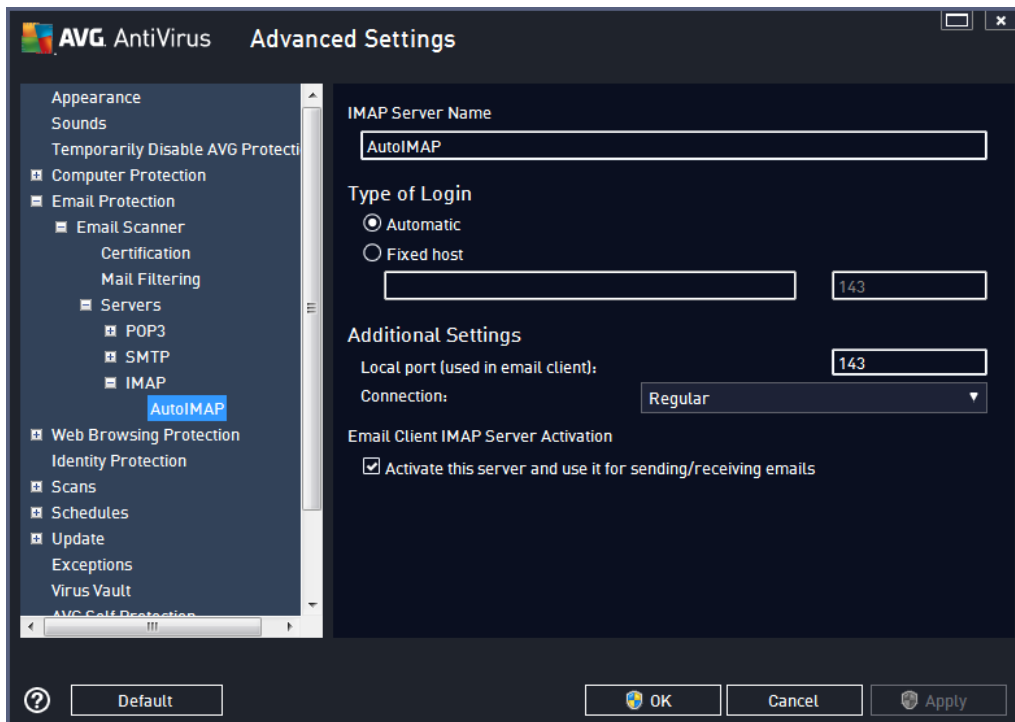 AVG AntiVirus Advanced Settings
Appearance
Sounds
Temporarily Disable AVG Protecti
Computer Protection
Email Protection
Email Scanner
Certification
Mail Filtering
Servers
POP3
SMTP
IMAP
AutoIMAP
Web Browsing Protection
Identity Protection
Scans
Schedules
Update
Exceptions
Virus Vault
AVG Self Protection
IMAP Server Name
AutoIMAP
Type of Login
Automatic
Fixed host
143
Additional Settings
Local port (used in email client): 143
Connection: Regular
Email Client IMAP Server Activation
Activate this server and use it for sending/receiving emails
? Default OK Cancel Apply